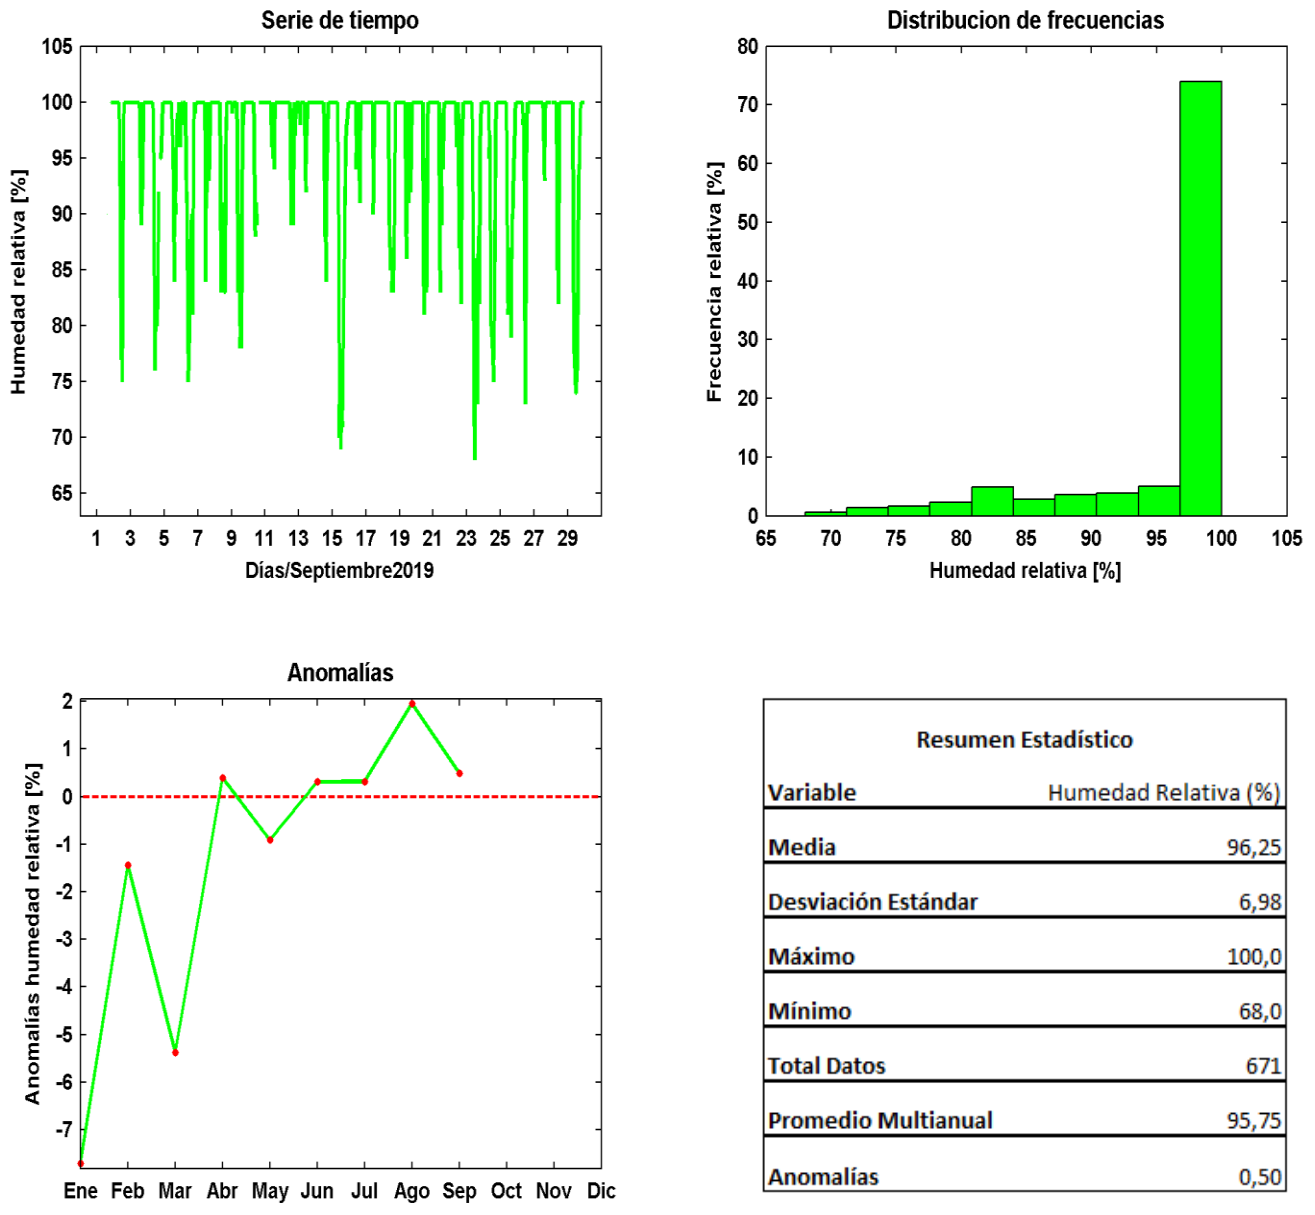 Serie de tiempo
105
100
95
90
85
80
75
70
65
Humedad relativa [%]
1 3 5 7 9 11 13 15 17 19 21 23 25 27 29
Días/Septiembre2019
Distribucion de frecuencias
80
70
60
50
40
30
20
10
0
Frecuencia relativa [%]
65 70 75 80 85 90 95 100 105
Humedad relativa [%]
Anomalías
2
1
0
-1
-2
-3
-4
-5
-6
-7
Anomalías humedad relativa [%]
Ene Feb Mar Abr May Jun Jul Ago Sep Oct Nov Dic
Resumen Estadístico
Variable Humedad Relativa (%)
Media 96,25
Desviación Estándar 6,98
Máximo 100,0
Mínimo 68,0
Total Datos 671
Promedio Multianual 95,75
Anomalías 0,50